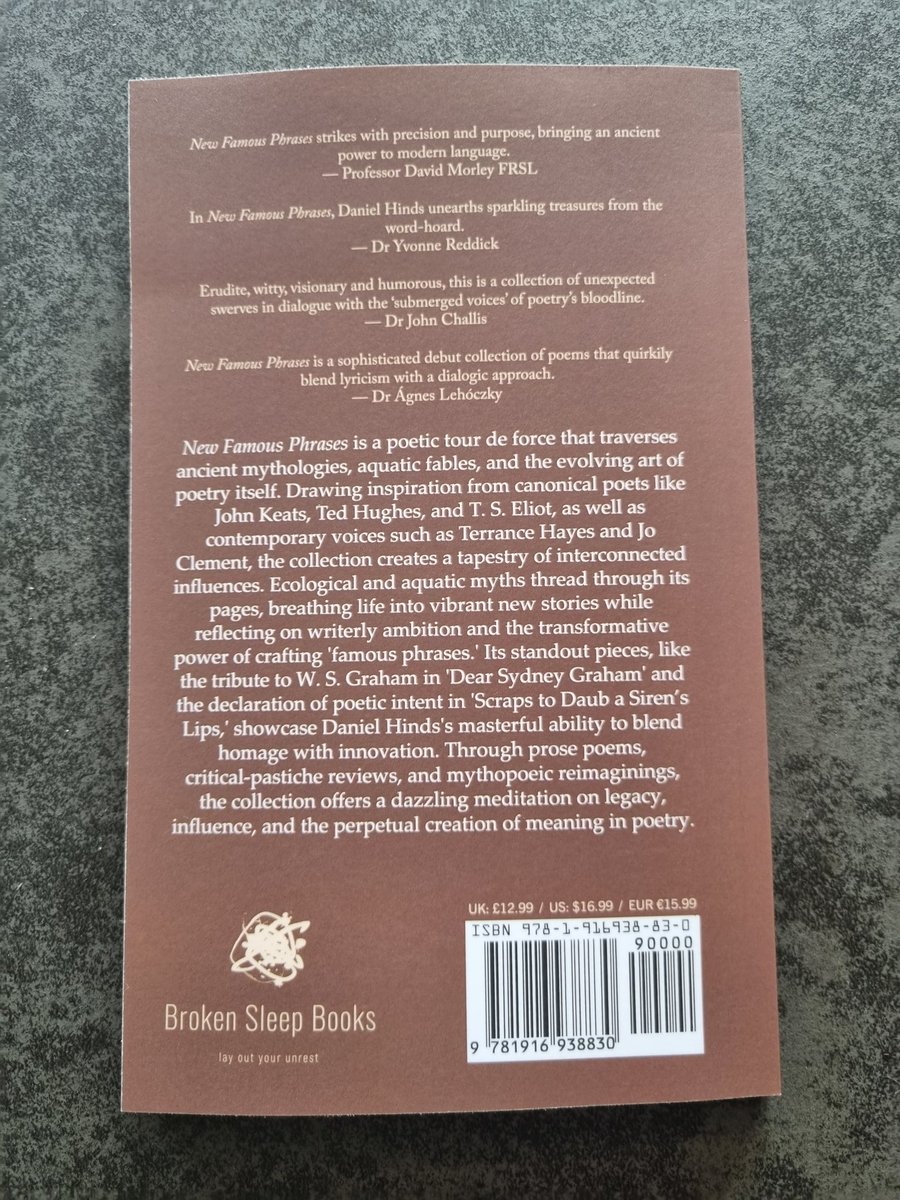 New Famous Phrases strikes with precision and purpose, bringing an ancient
power to modern language.
— Professor David Morley FRSL
In New Famous Phrases, Daniel Hinds unearths sparkling treasures from the
word-hoard.
— Dr Yvonne Reddick
Erudite, witty, visionary and humorous, this is a collection of unexpected
swerves in dialogue with the ‘submerged voices’ of poetry’s bloodline.
— Dr John Challis
New Famous Phrases is a sophisticated debut collection of poems that quirkily
blend lyricism with a dialogic approach.
— Dr Ágnes Lehóczky
New Famous Phrases is a poetic tour de force that traverses
ancient mythologies, aquatic fables, and the evolving art of
poetry itself. Drawing inspiration from canonical poets like
John Keats, Ted Hughes, and T. S. Eliot, as well as
contemporary voices such as Terrance Hayes and Jo
Clement, the collection creates a tapestry of interconnected
influences. Ecological and aquatic myths thread through its
pages, breathing life into vibrant new stories while
reflecting on writerly ambition and the transformative
power of crafting 'famous phrases.' Its standout pieces, like
the tribute to W. S. Graham in 'Dear Sydney Graham' and
the declaration of poetic intent in 'Scraps to Daub a Siren’s
Lips,' showcase Daniel Hinds's masterful ability to blend
homage with innovation. Through prose poems,
critical-pastiche reviews, and mythopoeic reimaginings,
the collection offers a dazzling meditation on legacy,
influence, and the perpetual creation of meaning in poetry.
Broken Sleep Books
lay out your unrest
UK: £12.99 / US: $16.99 / EUR €15.99
ISBN 978-1-916938-83-0
90000
9 781916 938830